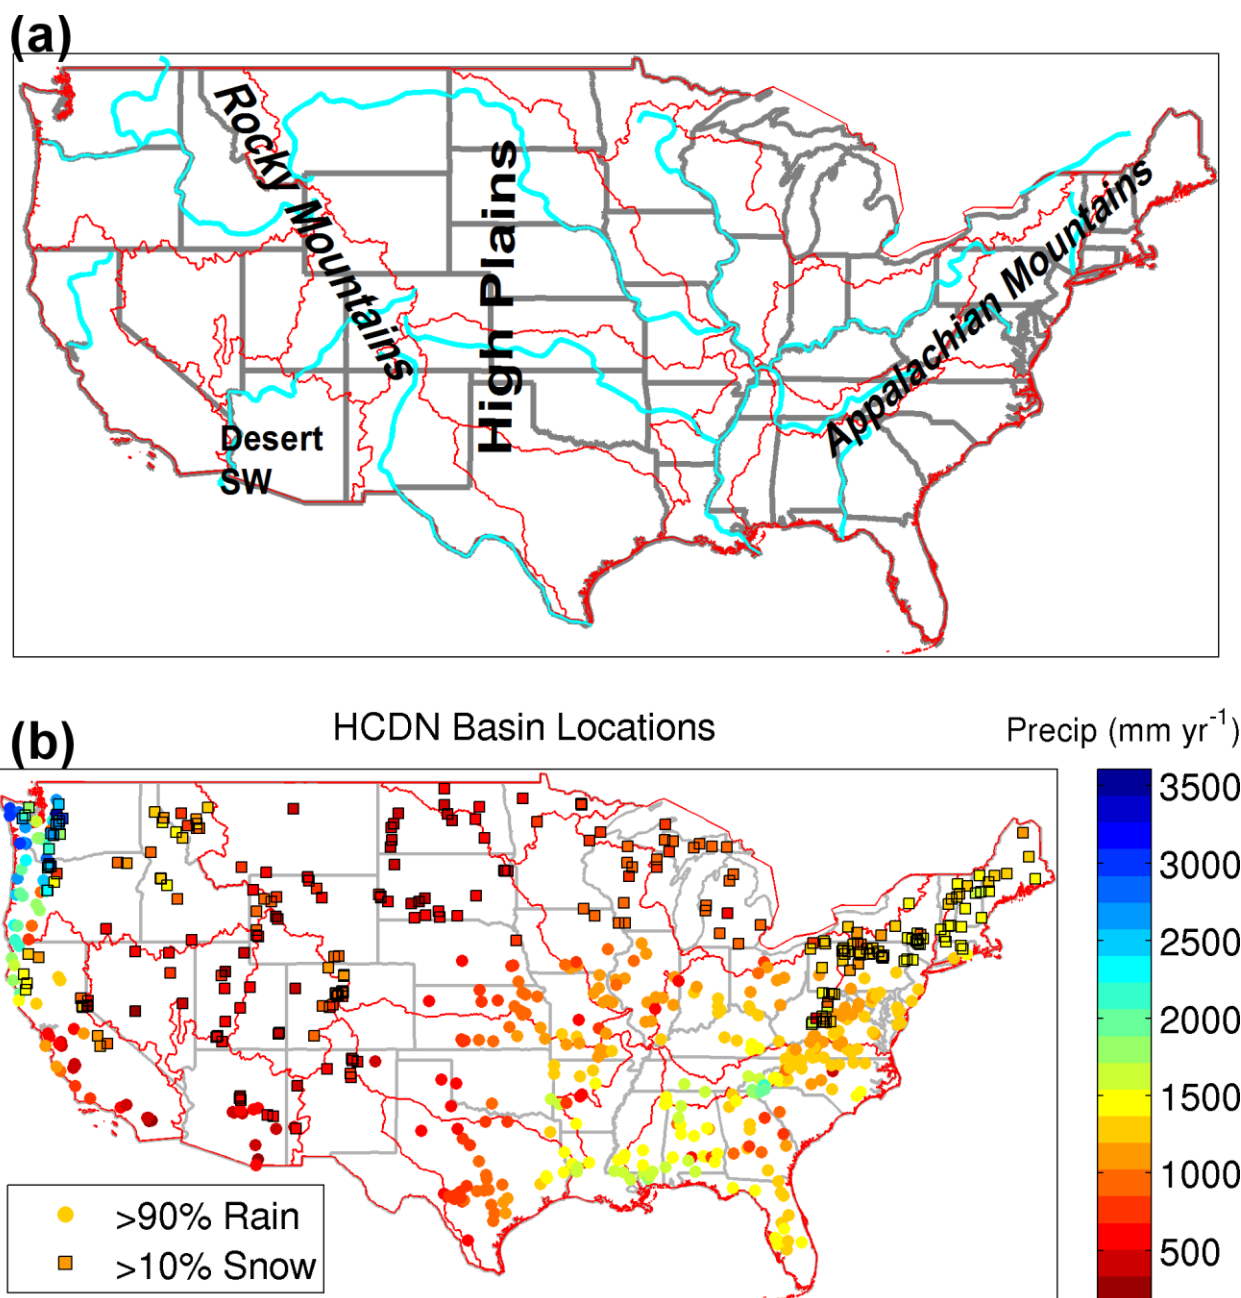 (a)
Rocky Mountains
High Plains
Appalachian Mountains
Desert
SW
(b)
HCDN Basin Locations
Precip (mm yr-1)
3500
3000
2500
2000
1500
1000
500
>90% Rain
>10% Snow